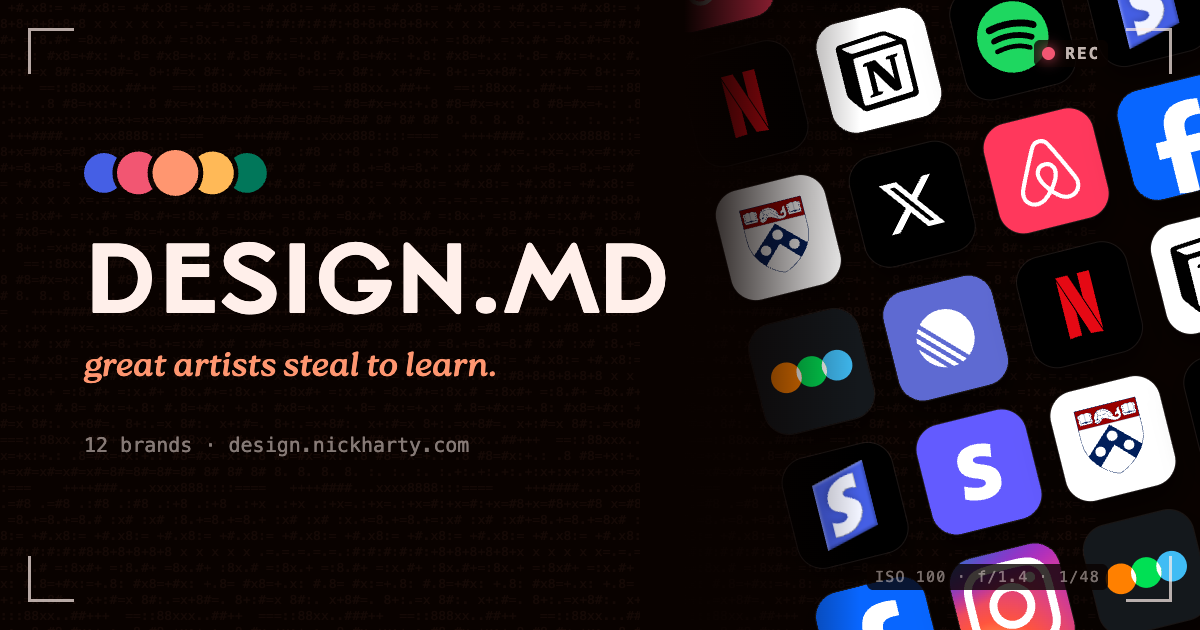 REC
DESIGN.MD
great artists steal to learn.
12 brands · design.nickharty.com
ISO 100 · f/1.4 · 1/48